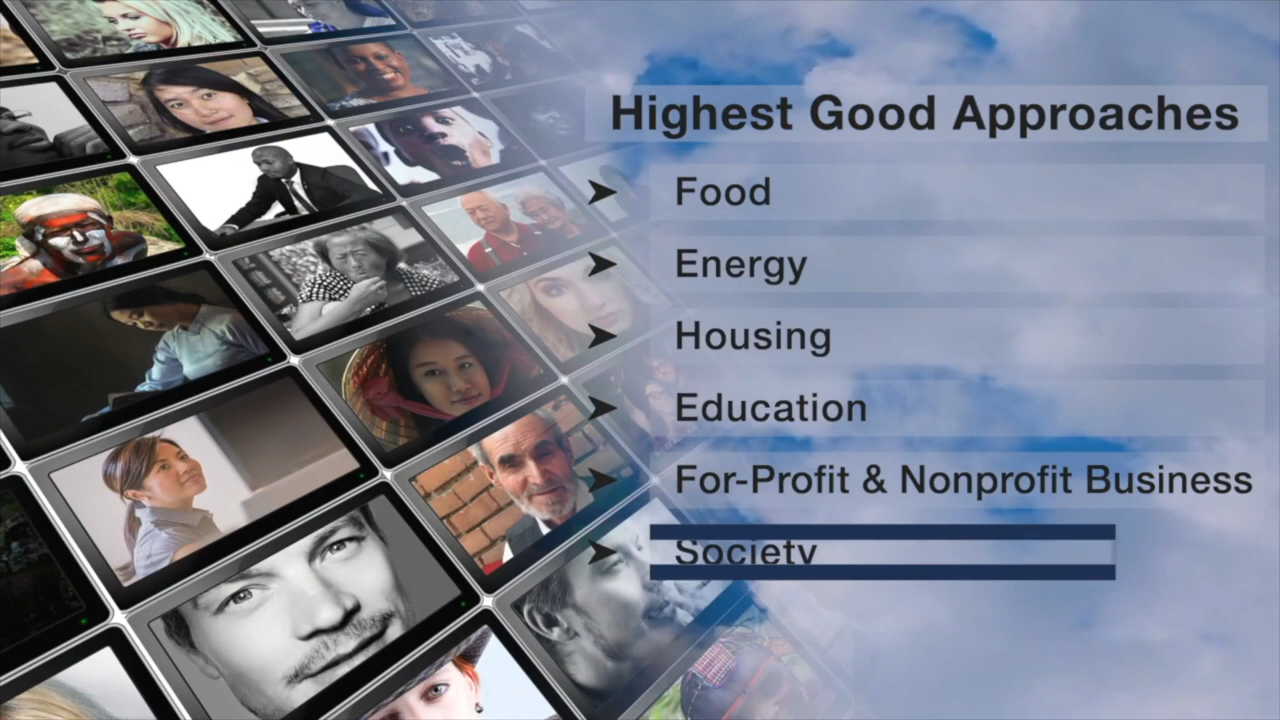 Highest Good Approaches
Food
Energy
Housing
Education
For-Profit & Nonprofit Business
Society